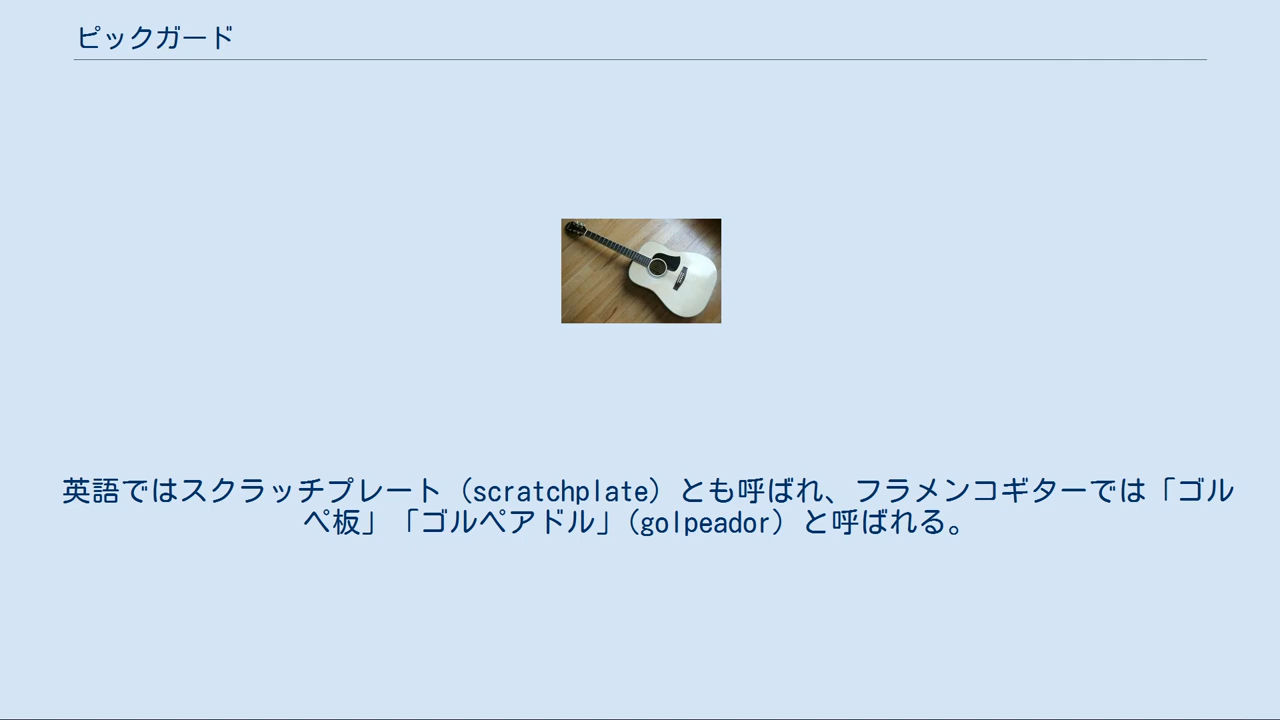 ピックガード
英語ではスクラッチプレート（scratchplate）とも呼ばれ、フラメンコギターでは「ゴル
ペ板」「ゴルペアドル」（golpeador）と呼ばれる。